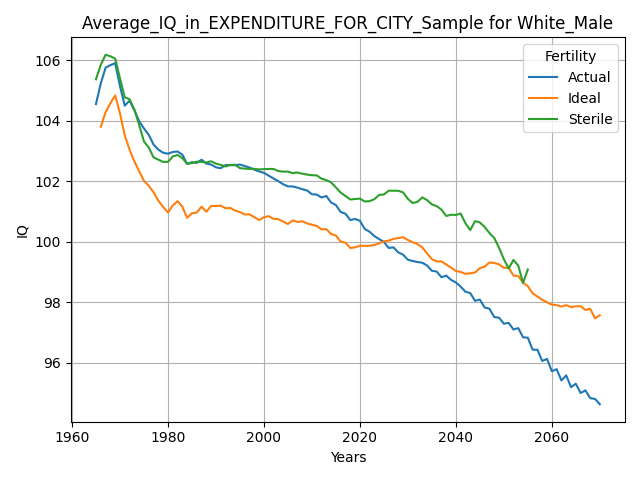 Average_IQ_in_EXPENDITURE_FOR_CITY_Sample for White_Male
Fertility
Actual
Ideal
Sterile
106
104
102
100
98
96
IQ
1960
1980
2000
2020
2040
2060
Years